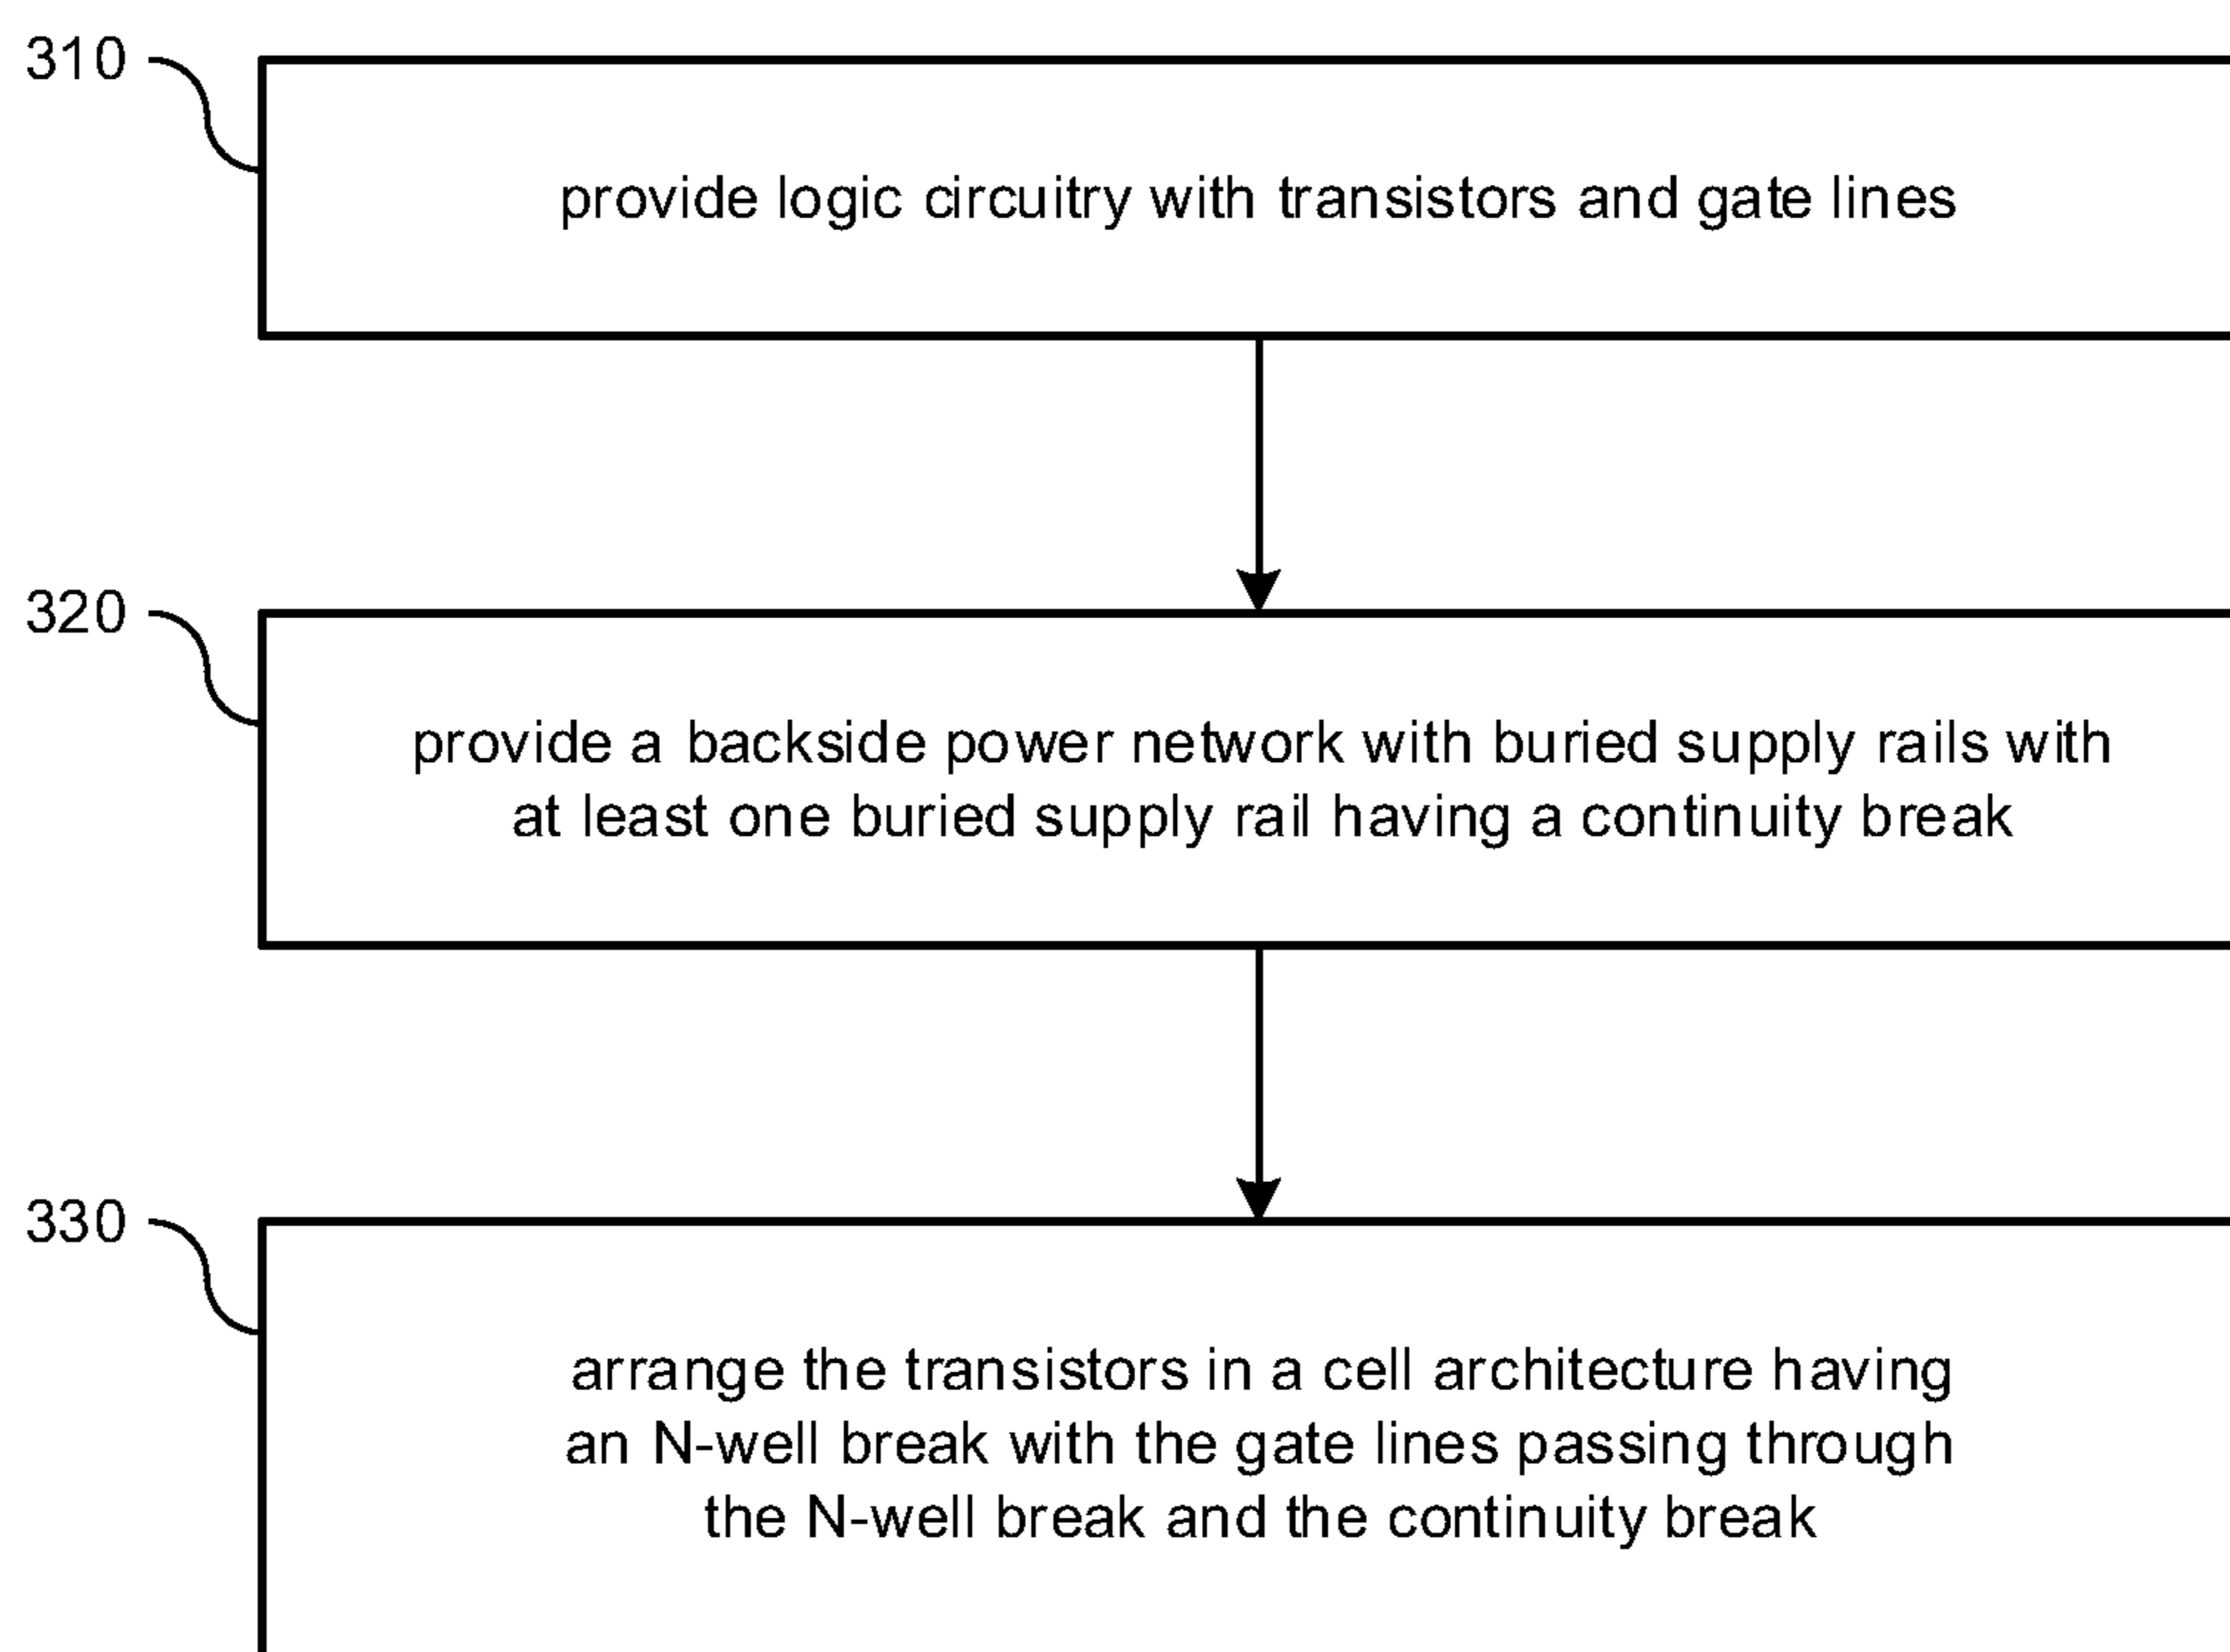 310
provide logic circuitry with transistors and gate lines
320
provide a backside power network with buried supply rails with
at least one buried supply rail having a continuity break
330
arrange the transistors in a cell architecture having
an N-well break with the gate lines passing through
the N-well break and the continuity break